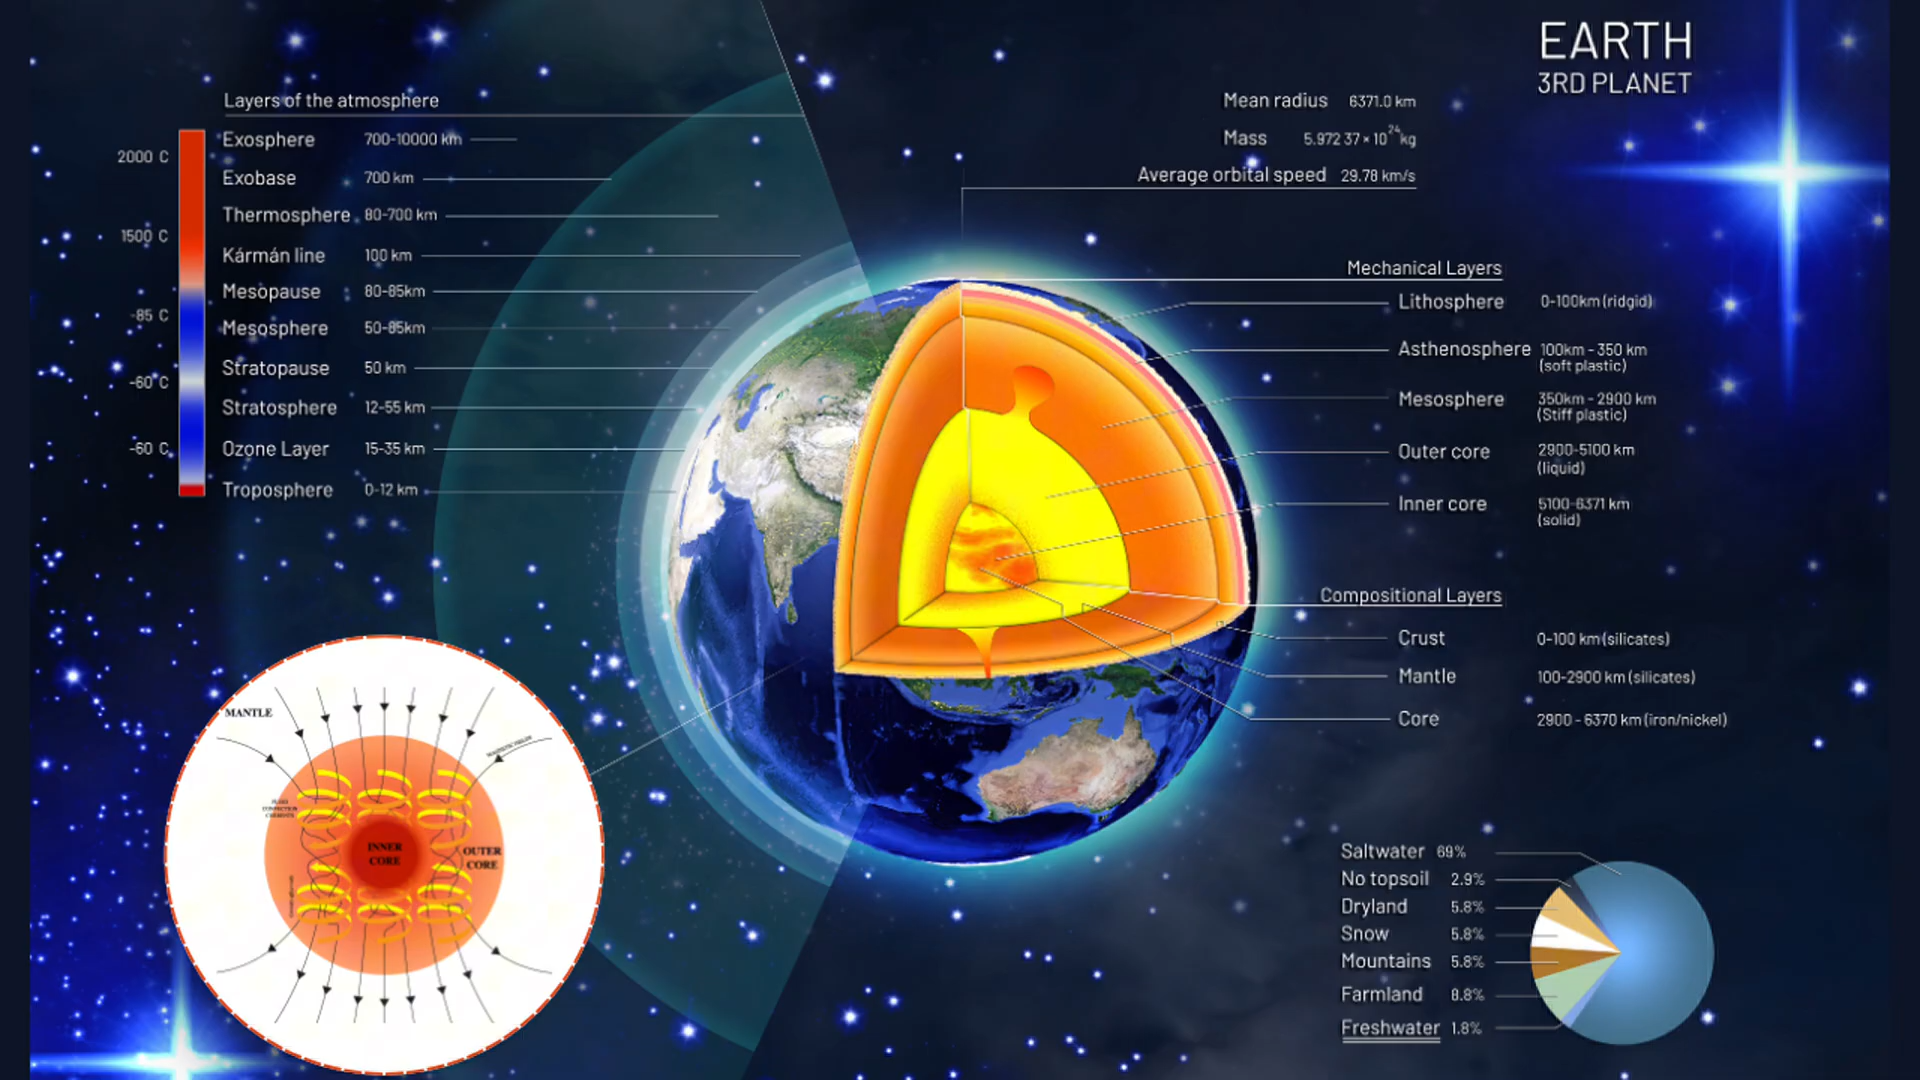 EARTH
3RD PLANET
Layers of the atmosphere
Exosphere 700-10000 km
Exobase 700 km
Thermosphere 80-700 km
Kármán line 100 km
Mesopause 80-85km
Mesosphere 50-85km
Stratopause 50 km
Stratosphere 12-55 km
Ozone Layer 15-35 km
Troposphere 0-12 km
2000 C
1500 C
-85 C
-60 C
-60 C
Mean radius 6371.0 km
Mass 5.972 37 × 10²⁴kg
Average orbital speed 29.78 km/s
Mechanical Layers
Lithosphere 0-100km (ridgid)
Asthenosphere 100km - 350 km
(soft plastic)
Mesosphere 350km - 2900 km
(Stiff plastic)
Outer core 2900-5100 km
(liquid)
Inner core 5100-6371 km
(solid)
Compositional Layers
Crust 0-100 km (silicates)
Mantle 100-2900 km (silicates)
Core 2900 - 6370 km (iron/nickel)
MANTLE
INNER
CORE
OUTER
CORE
Saltwater 69%
No topsoil 2.9%
Dryland 5.8%
Snow 5.8%
Mountains 5.8%
Farmland 8.8%
Freshwater 1.8%